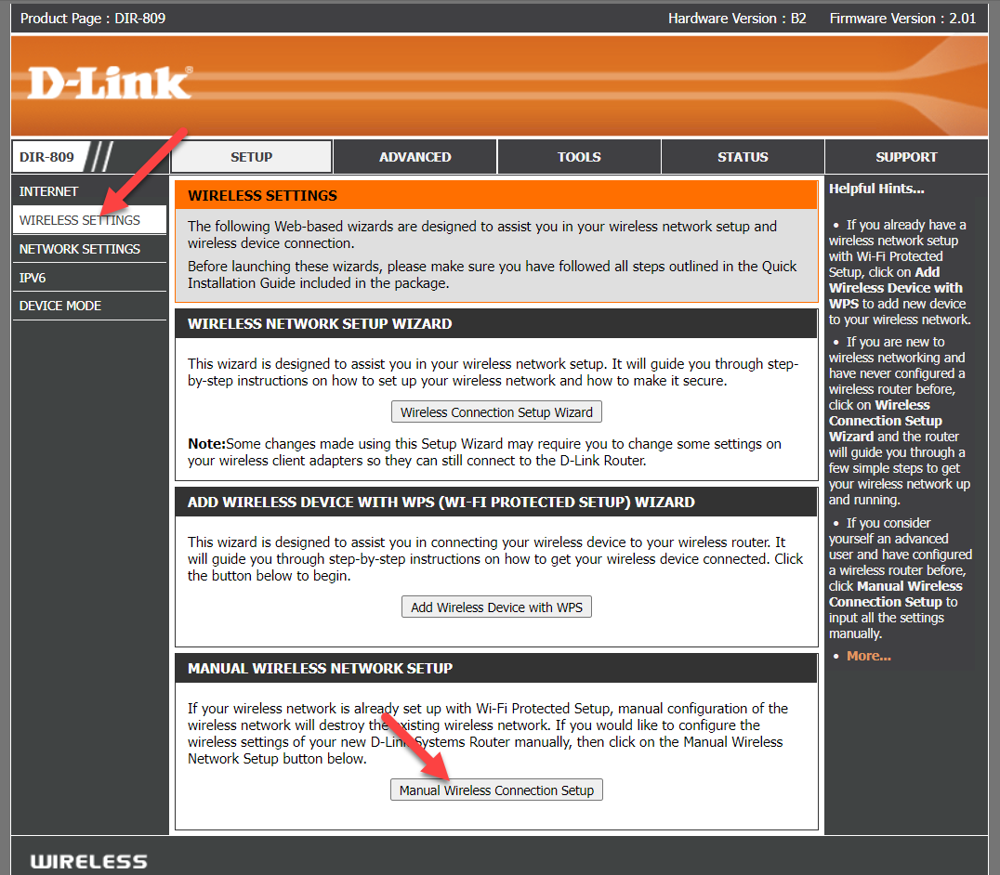 Product Page : DIR-809
Hardware Version : B2
Firmware Version : 2.01
D-Link®
DIR-809
SETUP
ADVANCED
TOOLS
STATUS
SUPPORT
INTERNET
WIRELESS SETTINGS
NETWORK SETTINGS
IPV6
DEVICE MODE
WIRELESS SETTINGS
The following Web-based wizards are designed to assist you in your wireless network setup and
wireless device connection.
Before launching these wizards, please make sure you have followed all steps outlined in the Quick
Installation Guide included in the package.
WIRELESS NETWORK SETUP WIZARD
This wizard is designed to assist you in your wireless network setup. It will guide you through step-
by-step instructions on how to set up your wireless network and how to make it secure.
Wireless Connection Setup Wizard
Note:Some changes made using this Setup Wizard may require you to change some settings on
your wireless client adapters so they can still connect to the D-Link Router.
ADD WIRELESS DEVICE WITH WPS (WI-FI PROTECTED SETUP) WIZARD
This wizard is designed to assist you in connecting your wireless device to your wireless router. It
will guide you through step-by-step instructions on how to get your wireless device connected. Click
the button below to begin.
Add Wireless Device with WPS
MANUAL WIRELESS NETWORK SETUP
If your wireless network is already set up with Wi-Fi Protected Setup, manual configuration of the
wireless network will destroy the existing wireless network. If you would like to configure the
wireless settings of your new D-Link Systems Router manually, then click on the Manual Wireless
Network Setup button below.
Manual Wireless Connection Setup
Helpful Hints...
• If you already have a
wireless network setup
with Wi-Fi Protected
Setup, click on Add
Wireless Device with
WPS to add new device
to your wireless network.
• If you are new to
wireless networking and
have never configured a
wireless router before,
click on Wireless
Connection Setup
Wizard and the router
will guide you through a
few simple steps to get
your wireless network up
and running.
• If you consider
yourself an advanced
user and have configured
a wireless router before,
click Manual Wireless
Connection Setup to
input all the settings
manually.
• More...
WIRELESS